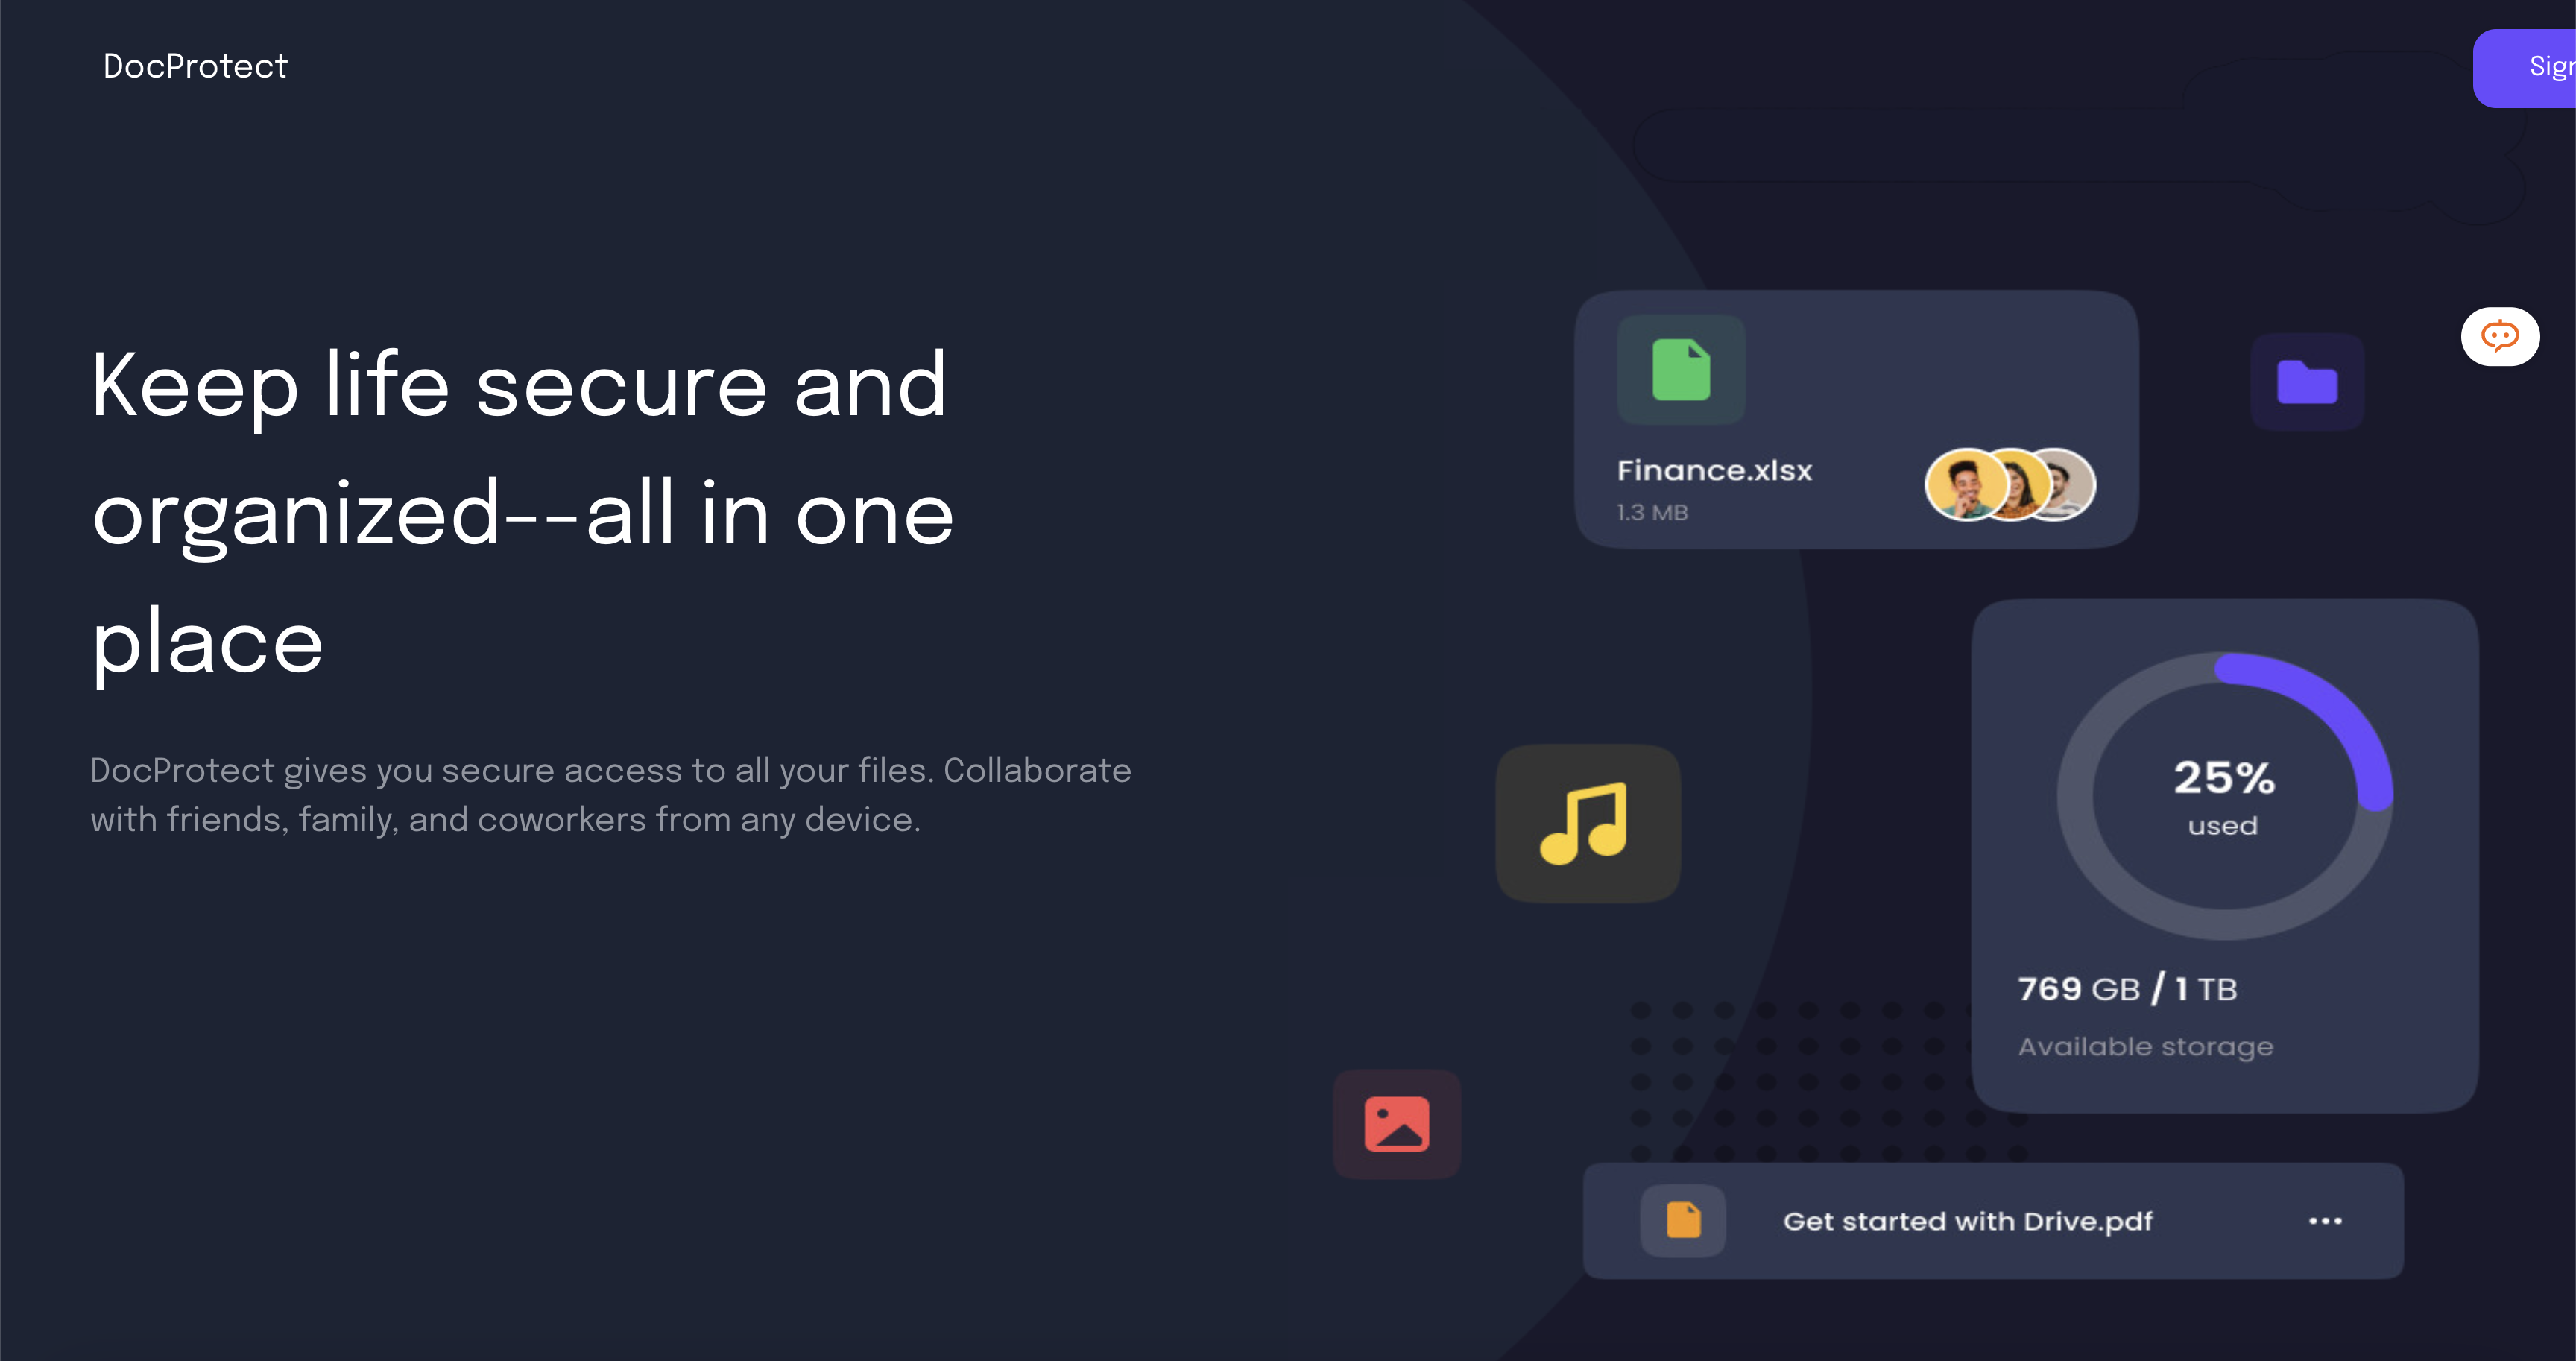 DocProtect
Sign
Keep life secure and
organized--all in one
place
DocProtect gives you secure access to all your files. Collaborate
with friends, family, and coworkers from any device.
Finance.xlsx
1.3 MB
25%
used
769 GB / 1 TB
Available storage
Get started with Drive.pdf